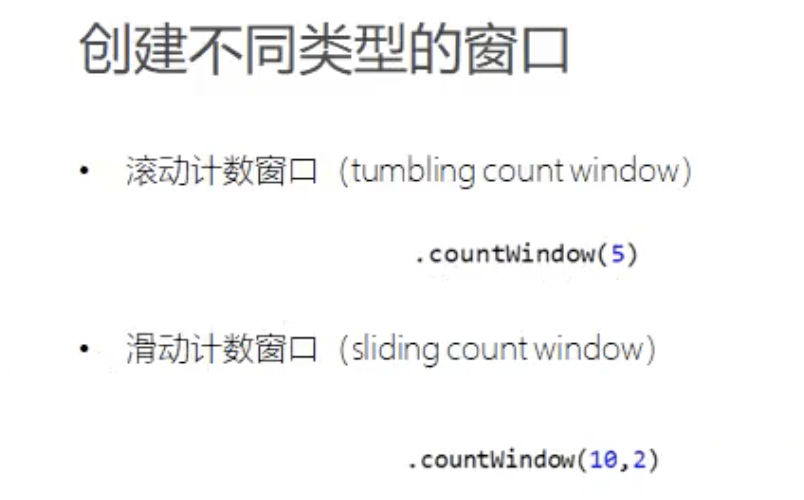 创建不同类型的窗口
• 滚动计数窗口（tumbling count window）
.countWindow(5)
• 滑动计数窗口（sliding count window）
.countWindow(10,2)